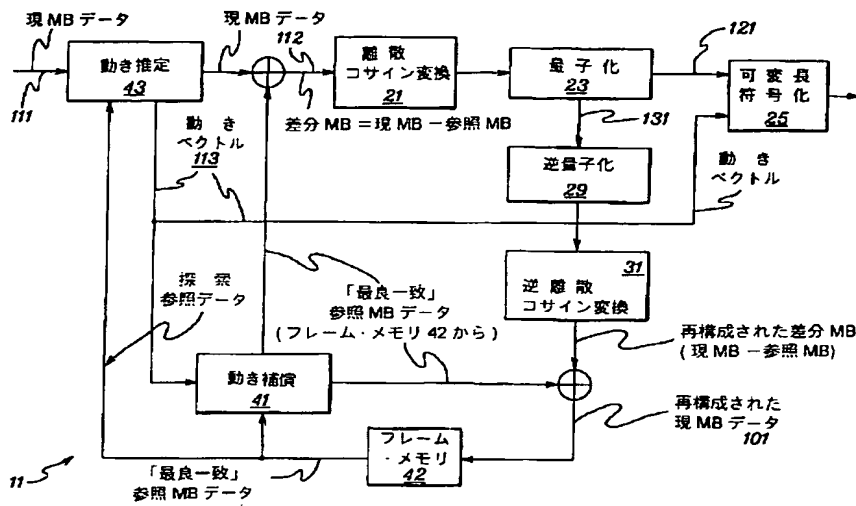 現MBデータ
現MBデータ
112
121
111
動き推定
43
離散
コサイン変換
21
量子化
23
可変長
符号化
25
差分MB=現MB-参照MB
131
動き
ベクトル
113
逆量子化
29
動き
ベクトル
探索
参照データ
「最良一致」
参照MBデータ
(フレーム・メモリ42から)
31
逆離散
コサイン変換
再構成された差分MB
(現MB-参照MB)
動き補償
41
再構成された
現MBデータ
101
フレーム
・メモリ
42
「最良一致」
参照MBデータ
11